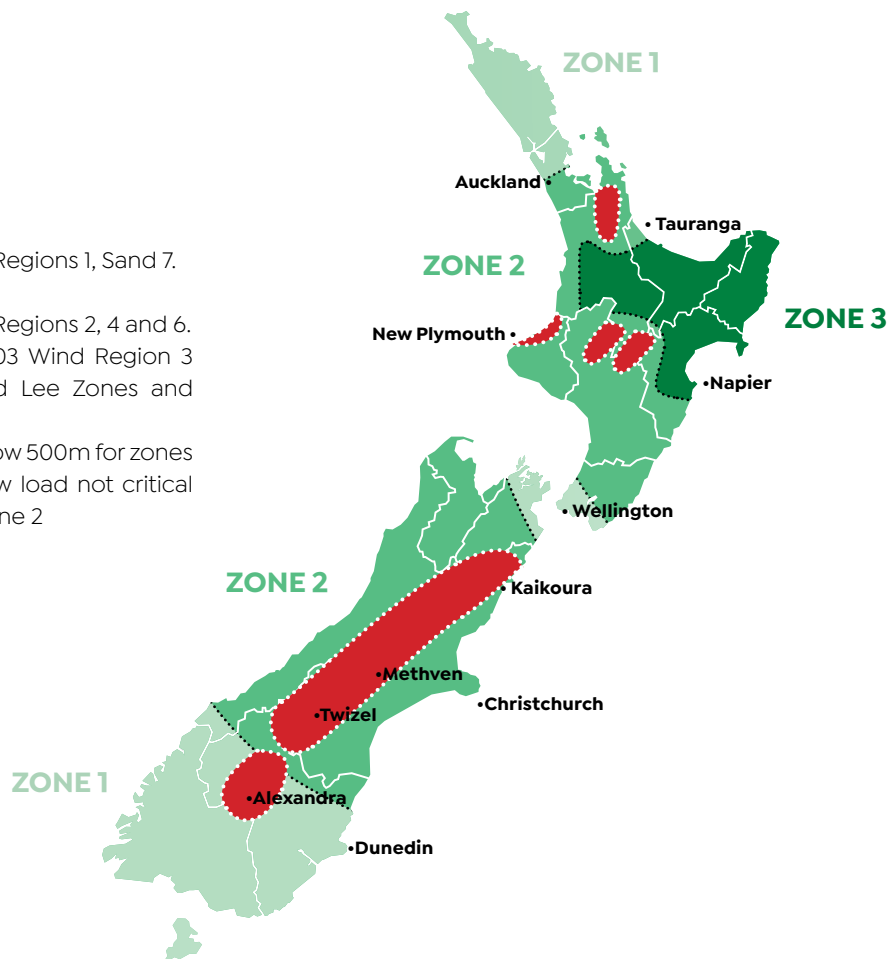 ZONE 1
Auckland
Tauranga
Regions 1, Sand 7.
ZONE 2
Regions 2, 4 and 6.
ZONE 3
New Plymouth
03 Wind Region 3
d Lee Zones and
Napier
ow 500m for zones
w load not critical
ne 2
Wellington
ZONE 2
Kaikoura
Methven
Christchurch
Twizel
ZONE 1
Alexandra
Dunedin